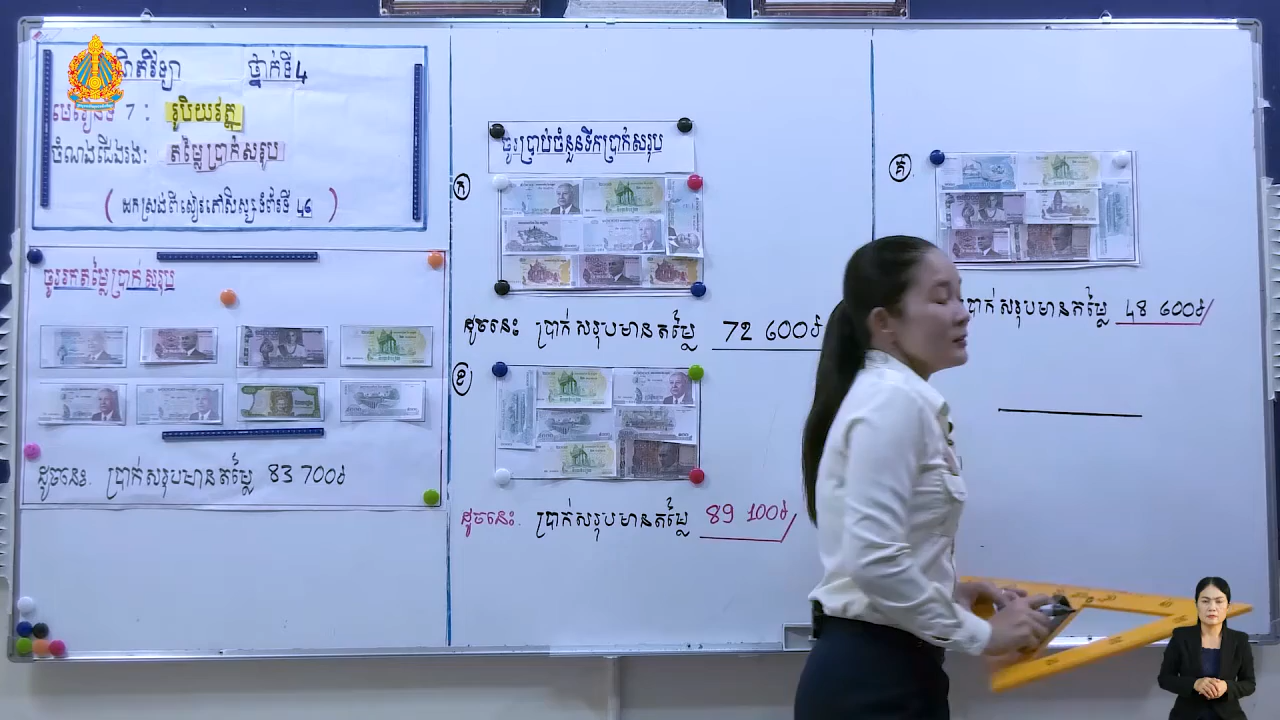 គណិតវិទ្យា ថ្នាក់ទី4
មេរៀនទី 7 : រូបិយវត្ថុ
ចំណងជើងរង: តម្លៃប្រាក់សរុប
( ដកស្រង់ពីសៀវភៅសិស្សទំព័រទី 46 )
ចូររកតម្លៃប្រាក់សរុប
ដូចនេះ. ប្រាក់សរុបមានតម្លៃ 83 700៛
ចូរប្រាប់ចំនួនទឹកប្រាក់សរុប
ក
ដូចនេះ ប្រាក់សរុបមានតម្លៃ 72 600៛
ខ
ដូចនេះ. ប្រាក់សរុបមានតម្លៃ 89 100៛
គ
ប្រាក់សរុបមានតម្លៃ 48 600៛